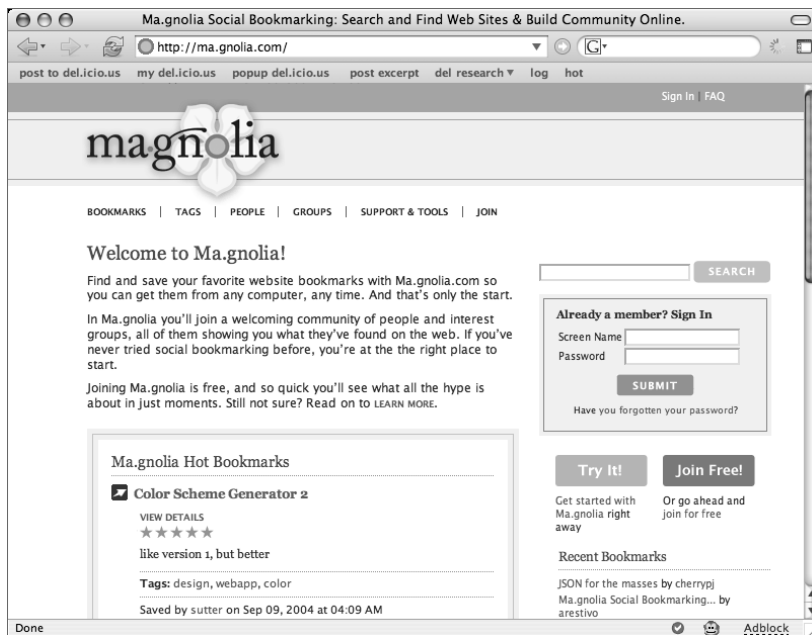 Ma.gnolia Social Bookmarking: Search and Find Web Sites & Build Community Online.
http://ma.gnolia.com/
G
post to del.icio.us my del.icio.us popup del.icio.us post excerpt del research log hot
Sign In | FAQ
ma.gnolia
BOOKMARKS | TAGS | PEOPLE | GROUPS | SUPPORT & TOOLS | JOIN
Welcome to Ma.gnolia!
Find and save your favorite website bookmarks with Ma.gnolia.com so
you can get them from any computer, any time. And that's only the start.
In Ma.gnolia you'll join a welcoming community of people and interest
groups, all of them showing you what they've found on the web. If you've
never tried social bookmarking before, you're at the the right place to
start.
Joining Ma.gnolia is free, and so quick you'll see what all the hype is
about in just moments. Still not sure? Read on to LEARN MORE.
Ma.gnolia Hot Bookmarks
Color Scheme Generator 2
VIEW DETAILS
like version 1, but better
Tags: design, webapp, color
Saved by sutter on Sep 09, 2004 at 04:09 AM
SEARCH
Already a member? Sign In
Screen Name
Password
SUBMIT
Have you forgotten your password?
Try It!
Get started with
Ma.gnolia right
away
Join Free!
Or go ahead and
join for free
Recent Bookmarks
JSON for the masses by cherrypj
Ma.gnolia Social Bookmarking... by
arestivo
Done
Adblock